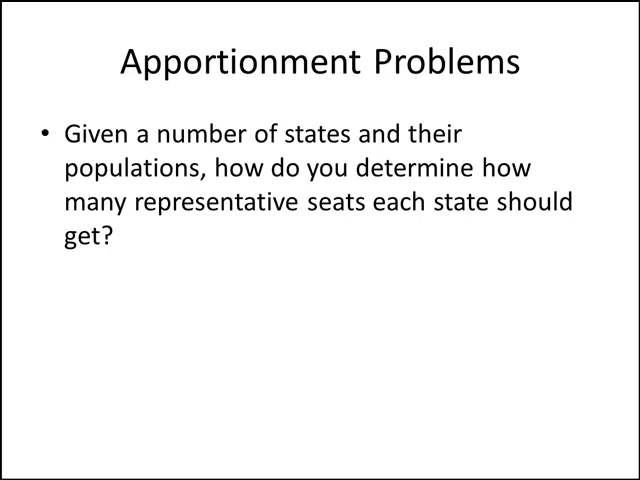 Apportionment Problems
• Given a number of states and their
populations, how do you determine how
many representative seats each state should
get?